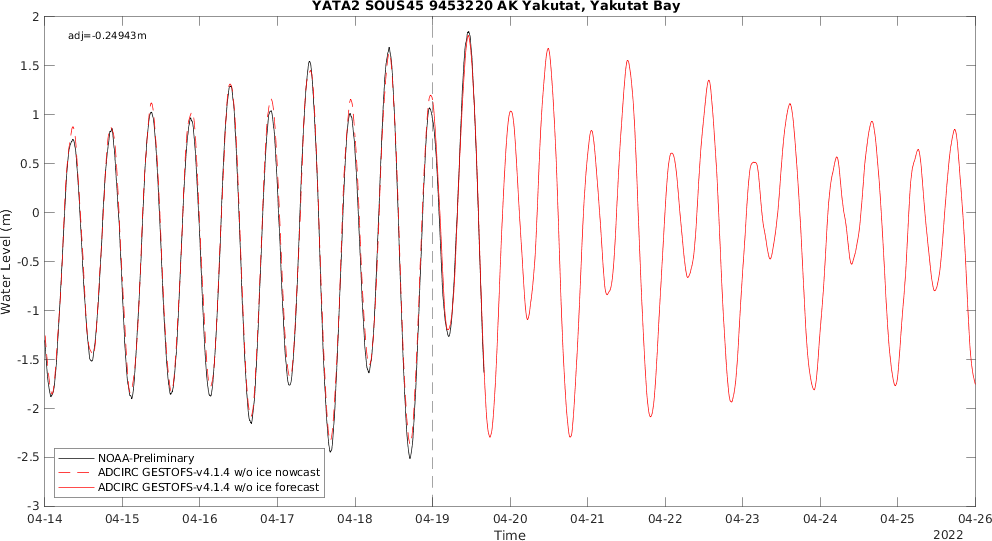 YATA2 SOUS45 9453220 AK Yakutat, Yakutat Bay
adj=-0.24943m
2
1.5
1
0.5
0
-0.5
-1
-1.5
-2
-2.5
-3
Water Level (m)
NOAA-Preliminary
ADCIRC GESTOFS-v4.1.4 w/o ice nowcast
ADCIRC GESTOFS-v4.1.4 w/o ice forecast
04-14 04-15 04-16 04-17 04-18 04-19 04-20 04-21 04-22 04-23 04-24 04-25 04-26
Time
2022